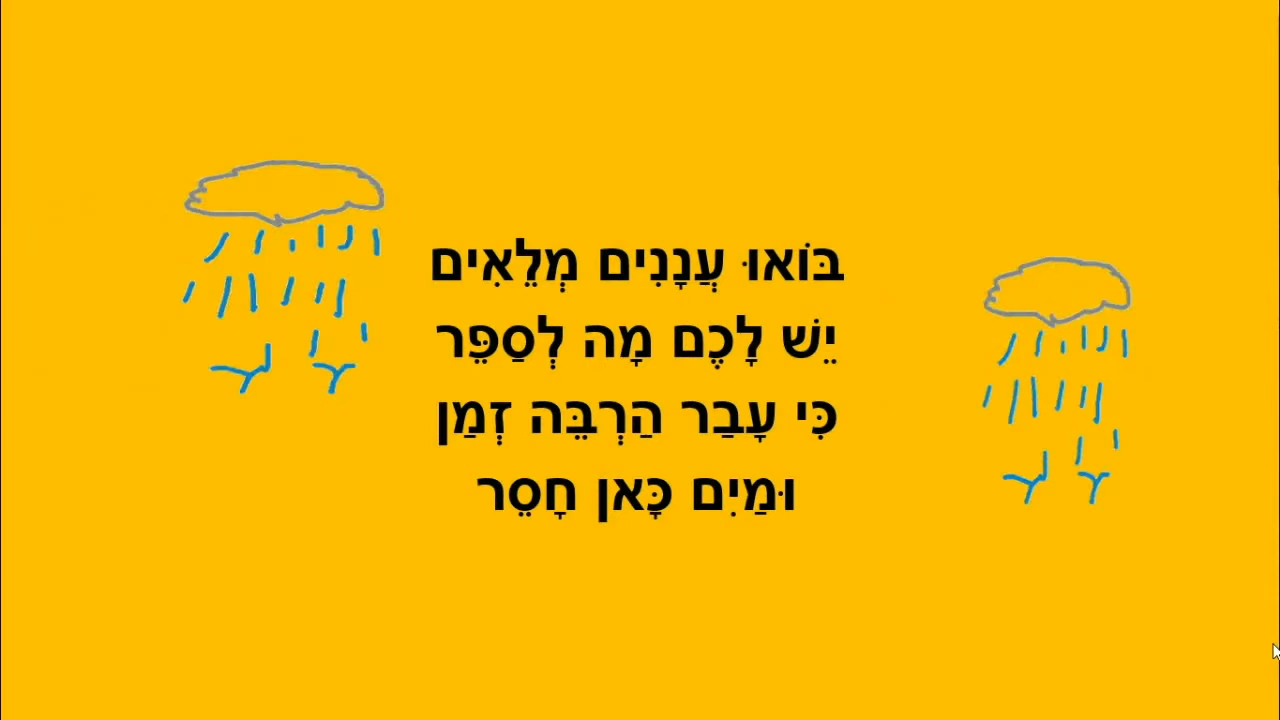 בּוֹאוּ עֲנָנִים מְלֵאִים
יֵשׁ לָכֶם מָה לְסַפֵּר
כִּי עָבַר הַרְבֵּה זְמַן
וּמַיִם כָּאן חָסֵר